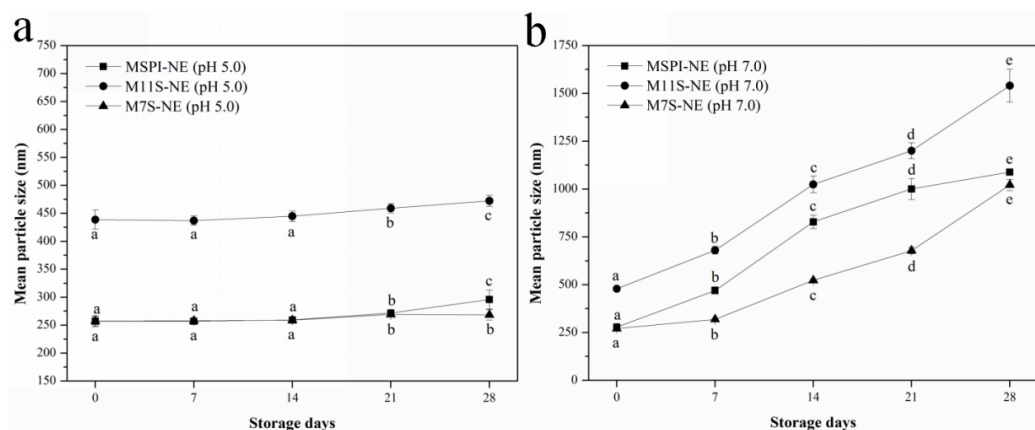 a
750
700
650
600
550
500
450
400
350
300
250
200
150
Mean particle size (nm)
MSPI-NE (pH 5.0)
M11S-NE (pH 5.0)
M7S-NE (pH 5.0)
a a a b c
a a b c
a a a b b
0 7 14 21 28
Storage days
b
1750
1500
1250
1000
750
500
250
0
Mean particle size (nm)
MSPI-NE (pH 7.0)
M11S-NE (pH 7.0)
M7S-NE (pH 7.0)
a b c d e
a b c d e
a b c d e
0 7 14 21 28
Storage days